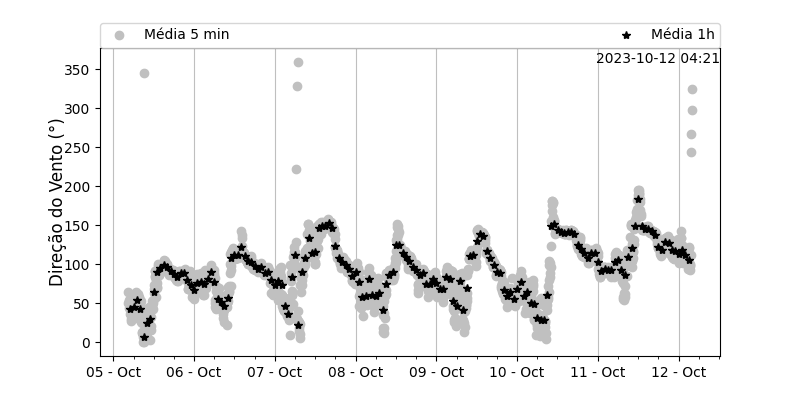 Média 5 min
Média 1h
2023-10-12 04:21
Direção do Vento (°)
350
300
250
200
150
100
50
0
05 - Oct
06 - Oct
07 - Oct
08 - Oct
09 - Oct
10 - Oct
11 - Oct
12 - Oct